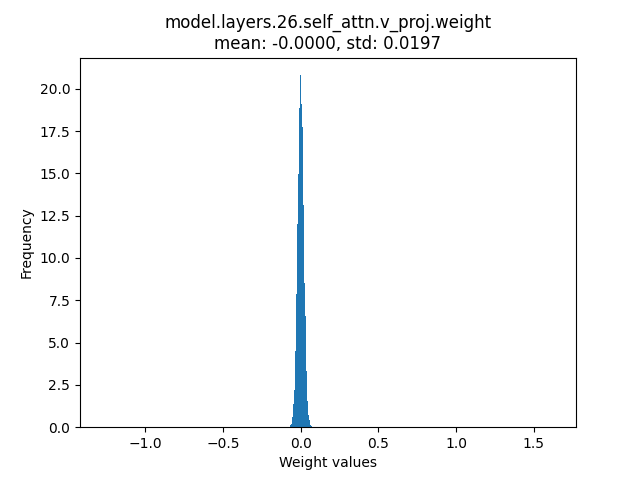 model.layers.26.self_attn.v_proj.weight
mean: -0.0000, std: 0.0197
20.0
17.5
15.0
12.5
10.0
7.5
5.0
2.5
0.0
Frequency
−1.0 −0.5 0.0 0.5 1.0 1.5
Weight values